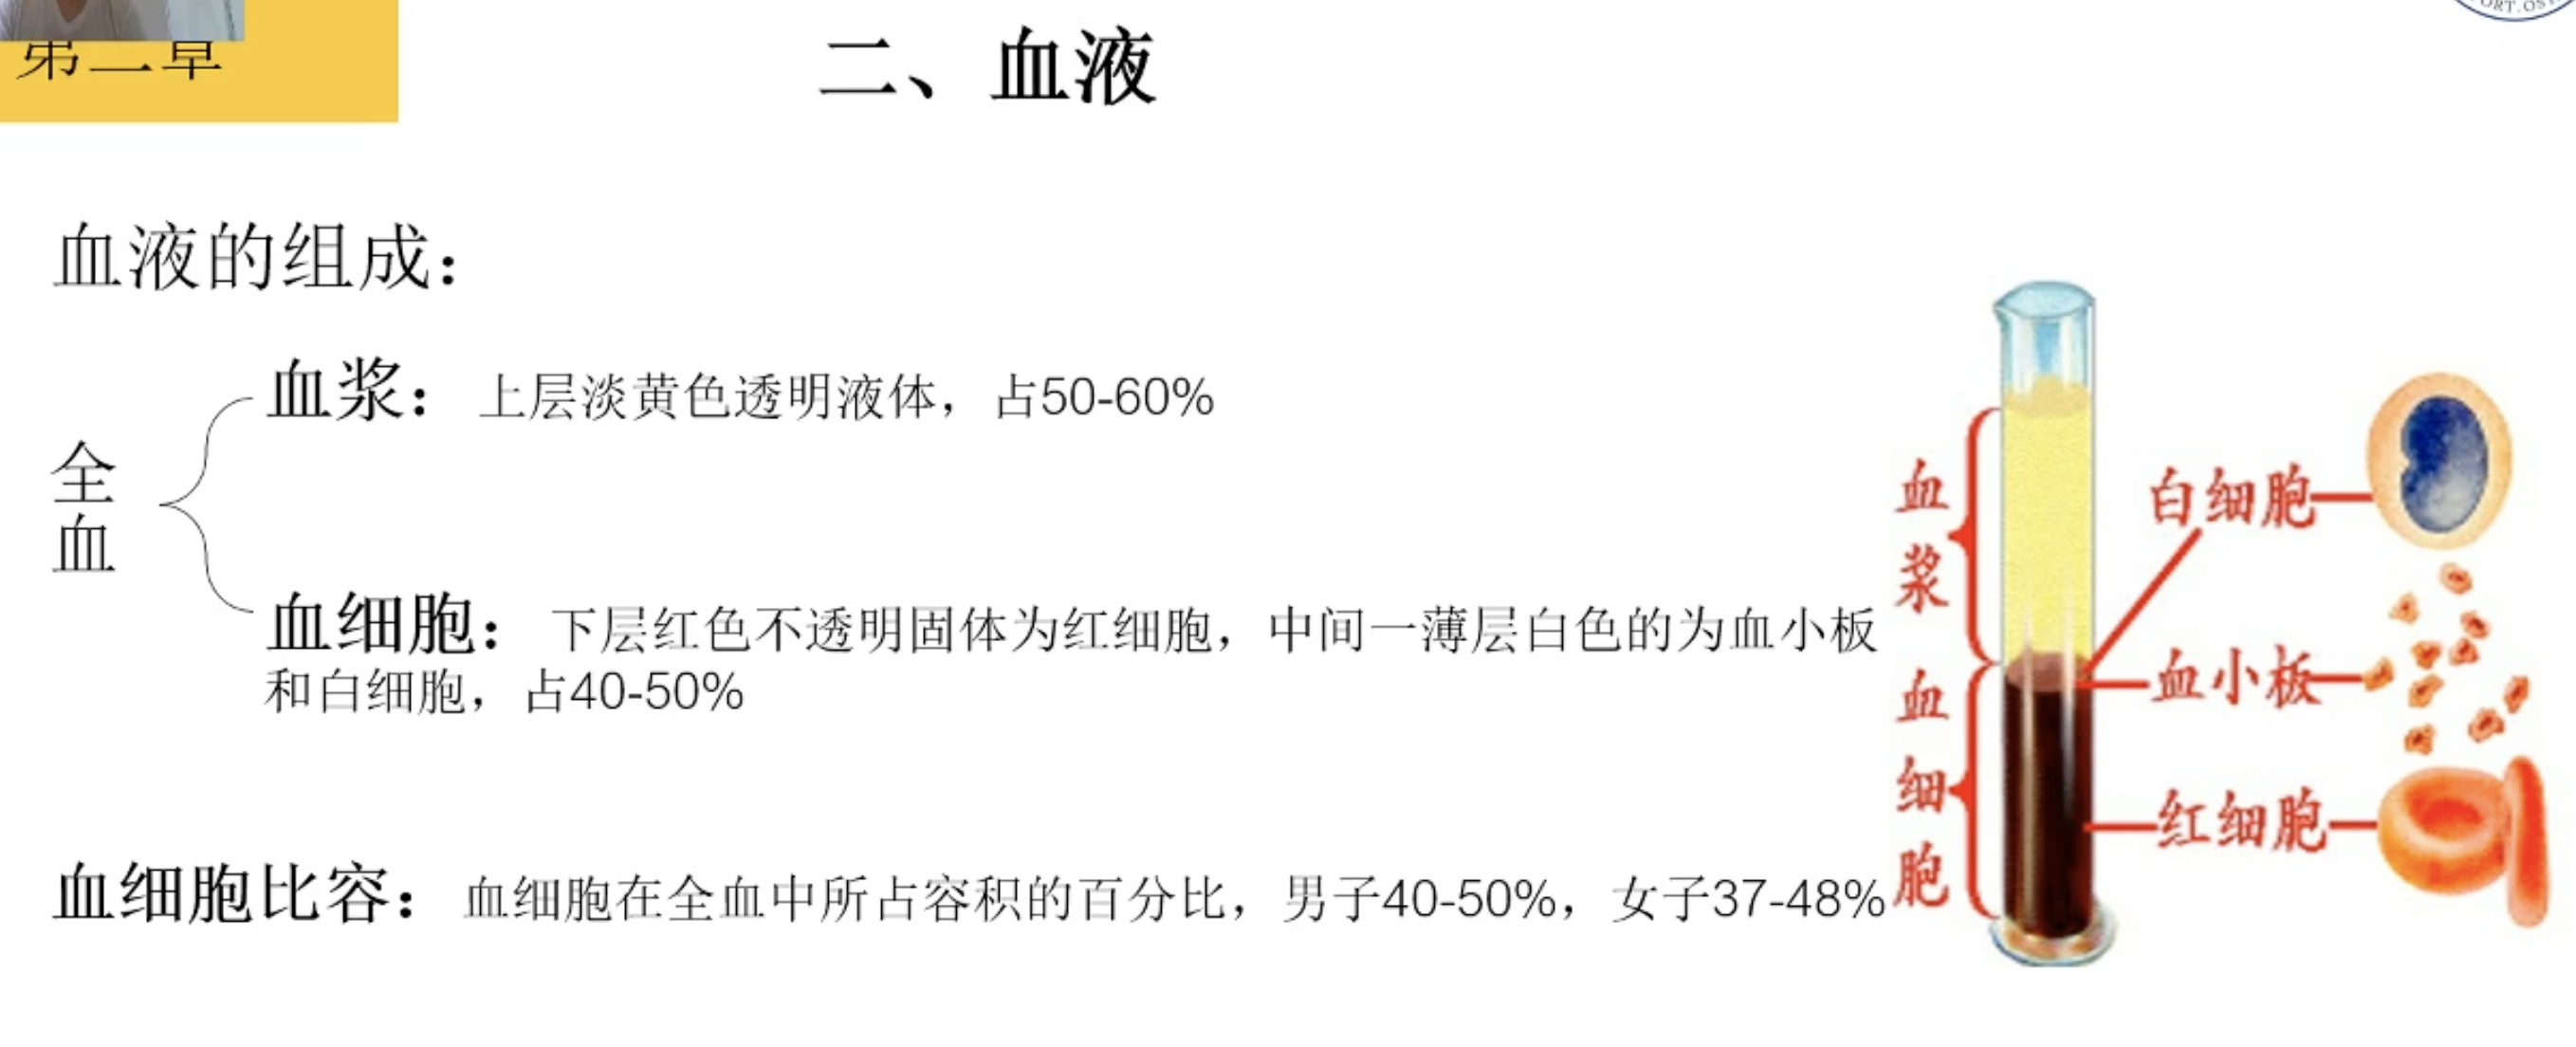 第二章
二、血液
血液的组成：
血浆： 上层淡黄色透明液体，占50-60%
全血
血细胞： 下层红色不透明固体为红细胞，中间一薄层白色的为血小板
和白细胞，占40-50%
血细胞比容： 血细胞在全血中所占容积的百分比，男子40-50%，女子37-48%
血浆
血细胞
白细胞
血小板
红细胞